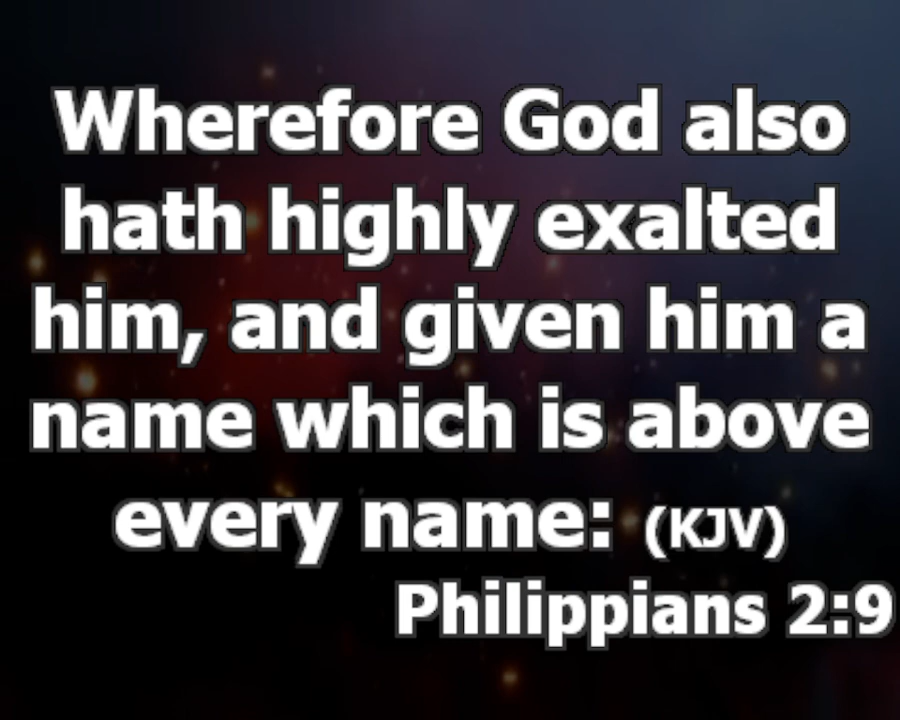 Wherefore God also
hath highly exalted
him, and given him a
name which is above
every name: (KJV)
Philippians 2:9